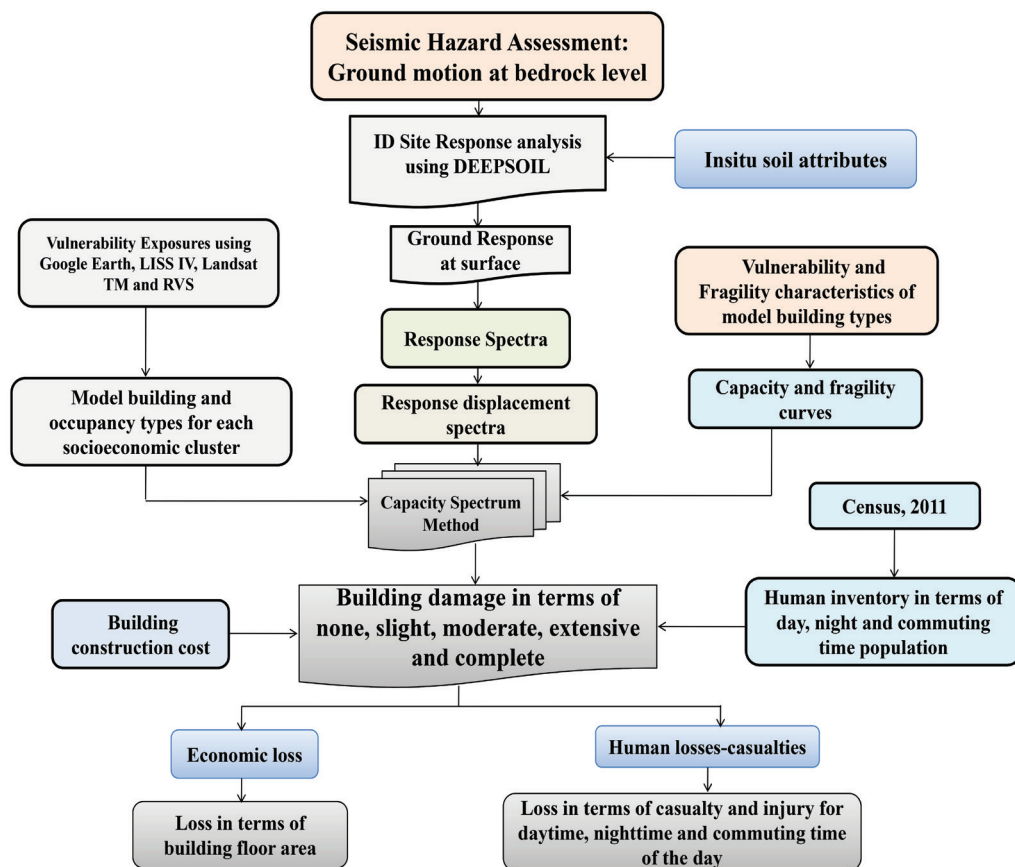 Seismic Hazard Assessment:
Ground motion at bedrock level
ID Site Response analysis
using DEEPSOIL
Insitu soil attributes
Ground Response
at surface
Vulnerability Exposures using
Google Earth, LISS IV, Landsat
TM and RVS
Vulnerability and
Fragility characteristics of
model building types
Response Spectra
Model building and
occupancy types for each
socioeconomic cluster
Response displacement
spectra
Capacity and fragility
curves
Capacity Spectrum
Method
Census, 2011
Building
construction cost
Building damage in terms of
none, slight, moderate, extensive
and complete
Human inventory in terms of
day, night and commuting
time population
Economic loss
Human losses-casualties
Loss in terms of
building floor area
Loss in terms of casualty and injury for
daytime, nighttime and commuting time
of the day